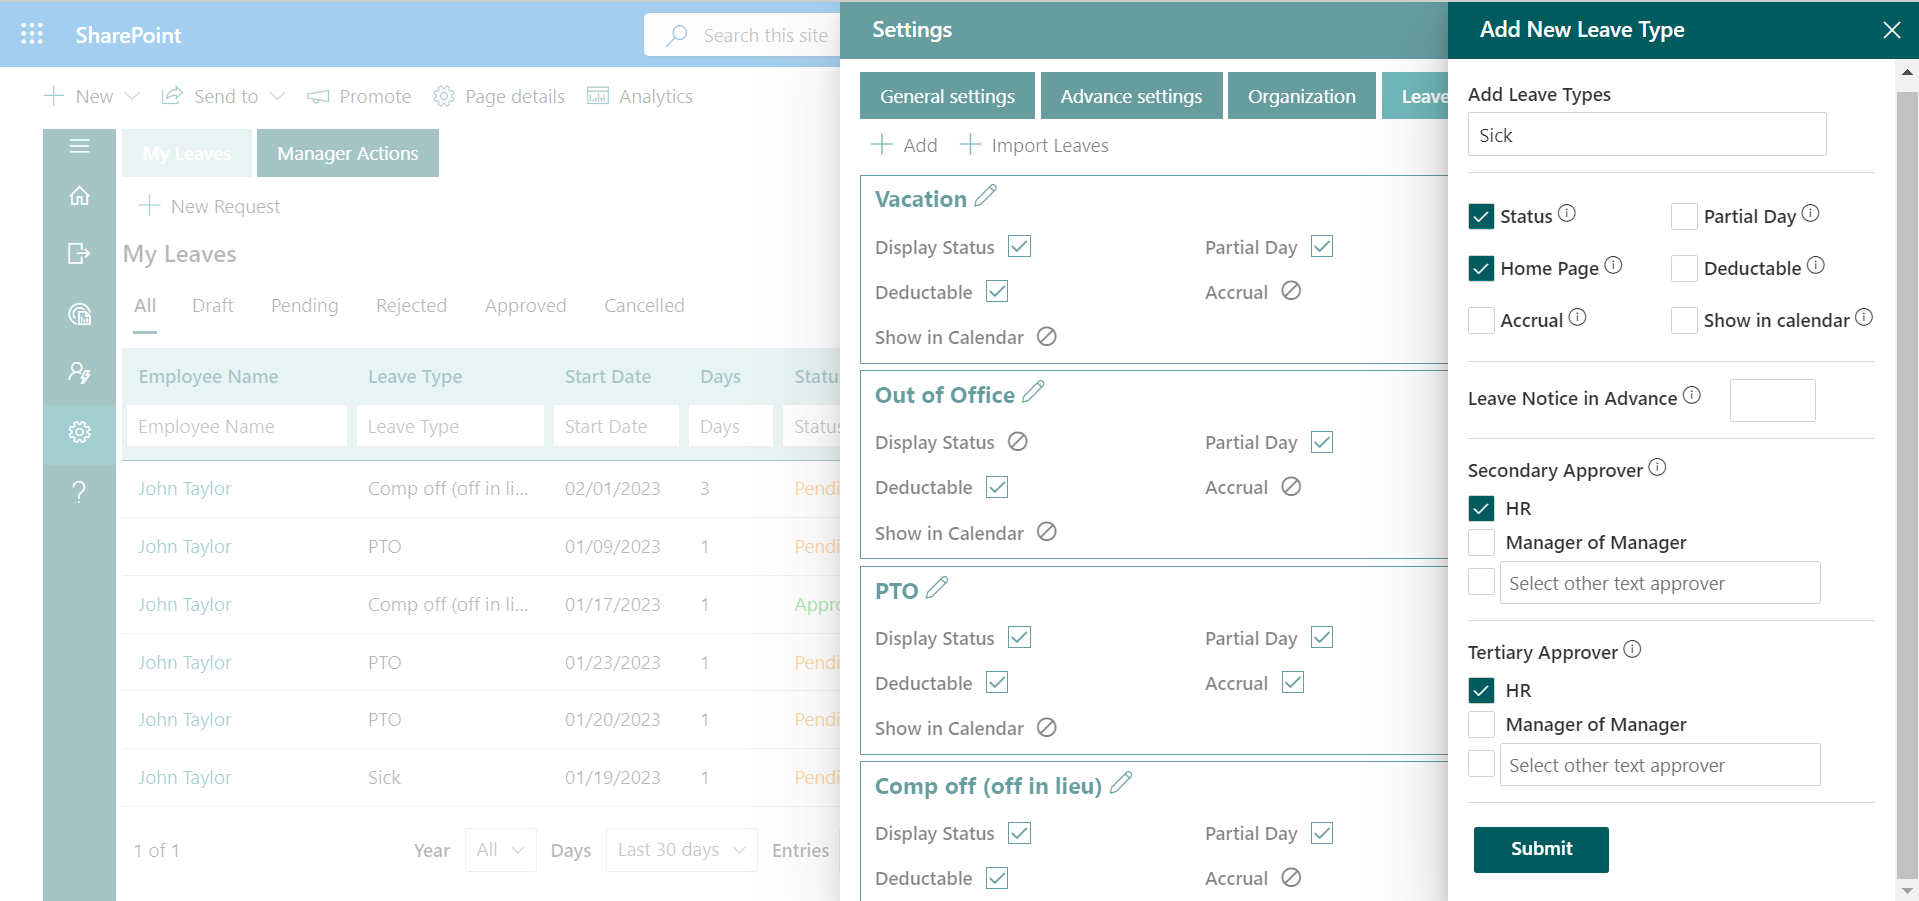 SharePoint
Search this site
New
Send to
Promote
Page details
Analytics
My Leaves
Manager Actions
New Request
My Leaves
All
Draft
Pending
Rejected
Approved
Cancelled
Employee Name Leave Type Start Date Days Statu
Employee Name Leave Type Start Date Days Status
John Taylor Comp off (off in li... 02/01/2023 3 Pendi
John Taylor PTO 01/09/2023 1 Pendi
John Taylor Comp off (off in li... 01/17/2023 1 Appro
John Taylor PTO 01/23/2023 1 Pendi
John Taylor PTO 01/20/2023 1 Pendi
John Taylor Sick 01/19/2023 1 Pendi
1 of 1 Year All Days Last 30 days Entries
Settings
General settings
Advance settings
Organization
Leave
Add
Import Leaves
Vacation
Display Status Partial Day
Deductable Accrual
Show in Calendar
Out of Office
Display Status Partial Day
Deductable Accrual
Show in Calendar
PTO
Display Status Partial Day
Deductable Accrual
Show in Calendar
Comp off (off in lieu)
Display Status Partial Day
Deductable Accrual
Add New Leave Type
Add Leave Types
Sick
Status Partial Day
Home Page Deductable
Accrual Show in calendar
Leave Notice in Advance
Secondary Approver
HR
Manager of Manager
Select other text approver
Tertiary Approver
HR
Manager of Manager
Select other text approver
Submit